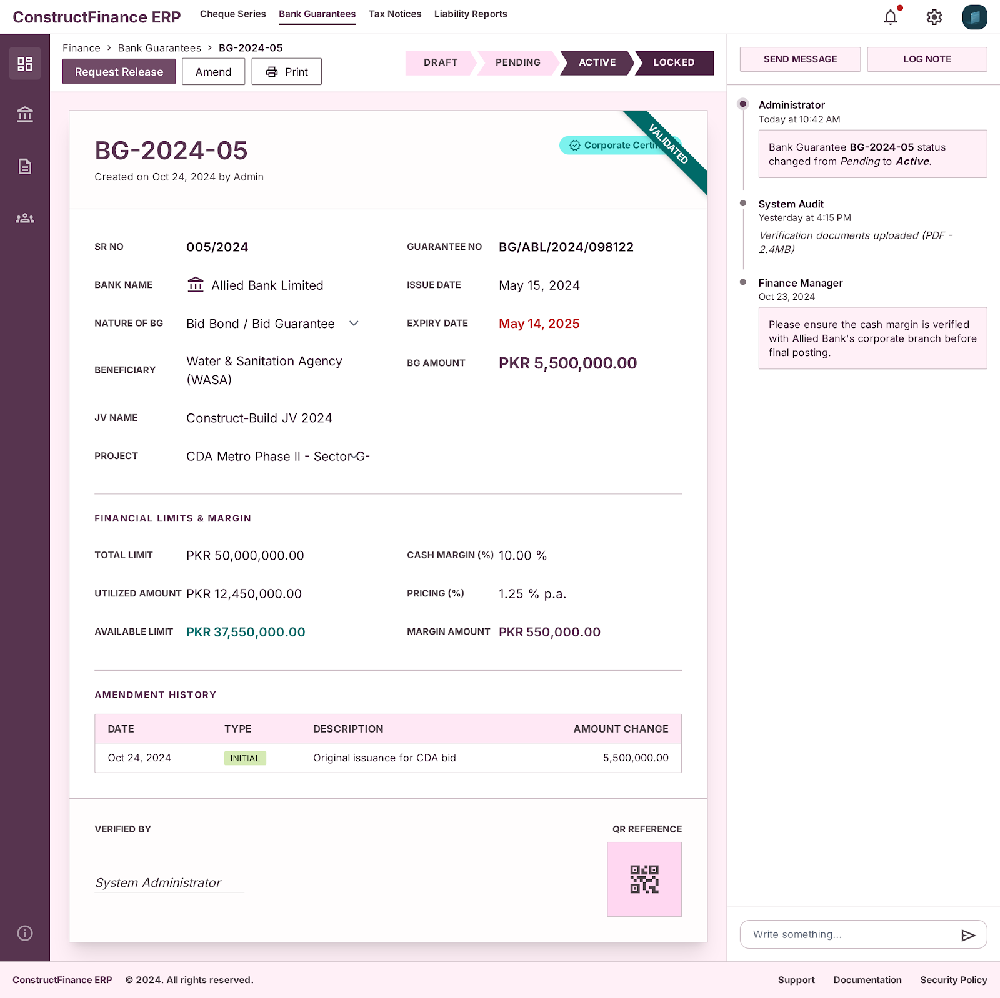 ConstructFinance ERP
Cheque Series
Bank Guarantees
Tax Notices
Liability Reports
Finance > Bank Guarantees > BG-2024-05
Request Release
Amend
Print
DRAFT
PENDING
ACTIVE
LOCKED
BG-2024-05
Created on Oct 24, 2024 by Admin
Corporate
VALIDATED
SR NO 005/2024
GUARANTEE NO BG/ABL/2024/098122
BANK NAME Allied Bank Limited
ISSUE DATE May 15, 2024
NATURE OF BG Bid Bond / Bid Guarantee
EXPIRY DATE May 14, 2025
BENEFICIARY Water & Sanitation Agency
(WASA)
BG AMOUNT PKR 5,500,000.00
JV NAME Construct-Build JV 2024
PROJECT CDA Metro Phase II - Sector G-
FINANCIAL LIMITS & MARGIN
TOTAL LIMIT PKR 50,000,000.00
CASH MARGIN (%) 10.00 %
UTILIZED AMOUNT PKR 12,450,000.00
PRICING (%) 1.25 % p.a.
AVAILABLE LIMIT PKR 37,550,000.00
MARGIN AMOUNT PKR 550,000.00
AMENDMENT HISTORY
DATE TYPE DESCRIPTION AMOUNT CHANGE
Oct 24, 2024 INITIAL Original issuance for CDA bid 5,500,000.00
VERIFIED BY
System Administrator
QR REFERENCE
SEND MESSAGE
LOG NOTE
Administrator
Today at 10:42 AM
Bank Guarantee BG-2024-05 status
changed from Pending to Active.
System Audit
Yesterday at 4:15 PM
Verification documents uploaded (PDF -
2.4MB)
Finance Manager
Oct 23, 2024
Please ensure the cash margin is verified
with Allied Bank's corporate branch before
final posting.
Write something...
ConstructFinance ERP
© 2024. All rights reserved.
Support
Documentation
Security Policy